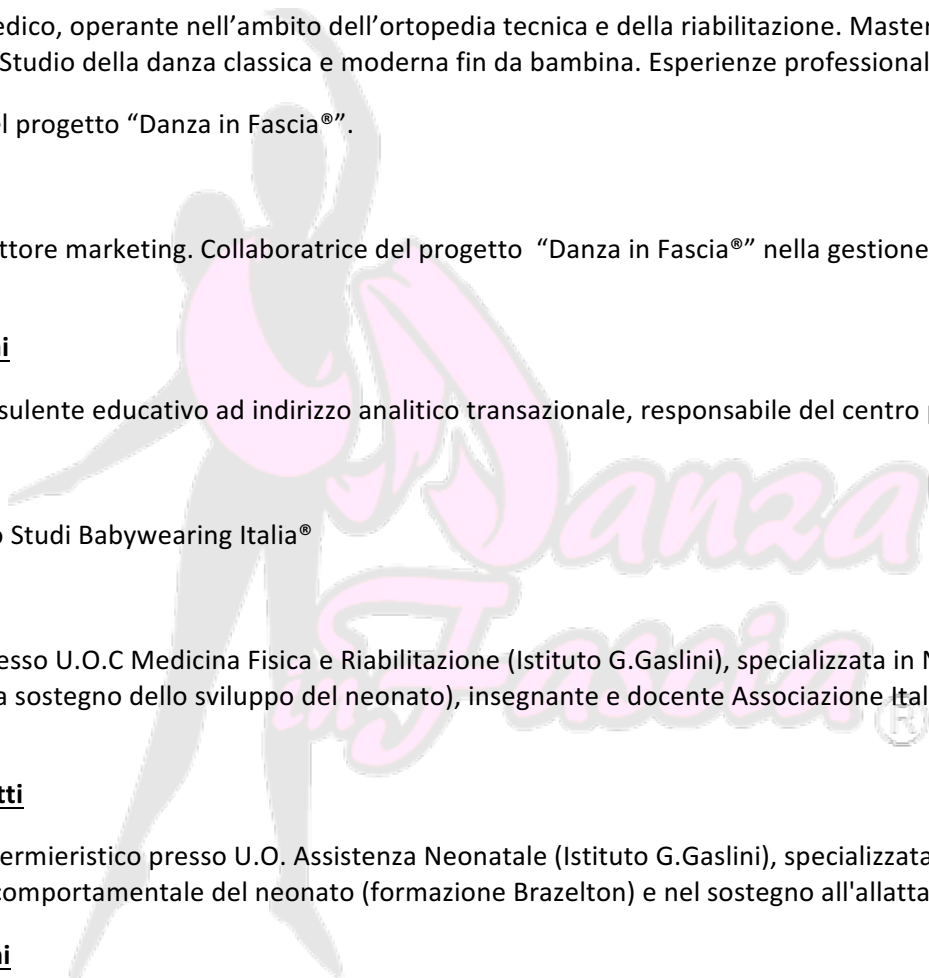 edico, operante nell’ambito dell’ortopedia tecnica e della riabilitazione. Master
Studio della danza classica e moderna fin da bambina. Esperienze professional
l progetto “Danza in Fascia®”.
ttore marketing. Collaboratrice del progetto “Danza in Fascia®” nella gestione
i
sulente educativo ad indirizzo analitico transazionale, responsabile del centro
Danza
o Studi Babywearing Italia®
in Fascia ®
esso U.O.C Medicina Fisica e Riabilitazione (Istituto G.Gaslini), specializzata in N
a sostegno dello sviluppo del neonato), insegnante e docente Associazione Ital
tti
ermieristico presso U.O. Assistenza Neonatale (Istituto G.Gaslini), specializzata
comportamentale del neonato (formazione Brazelton) e nel sostegno all'allatta
ni